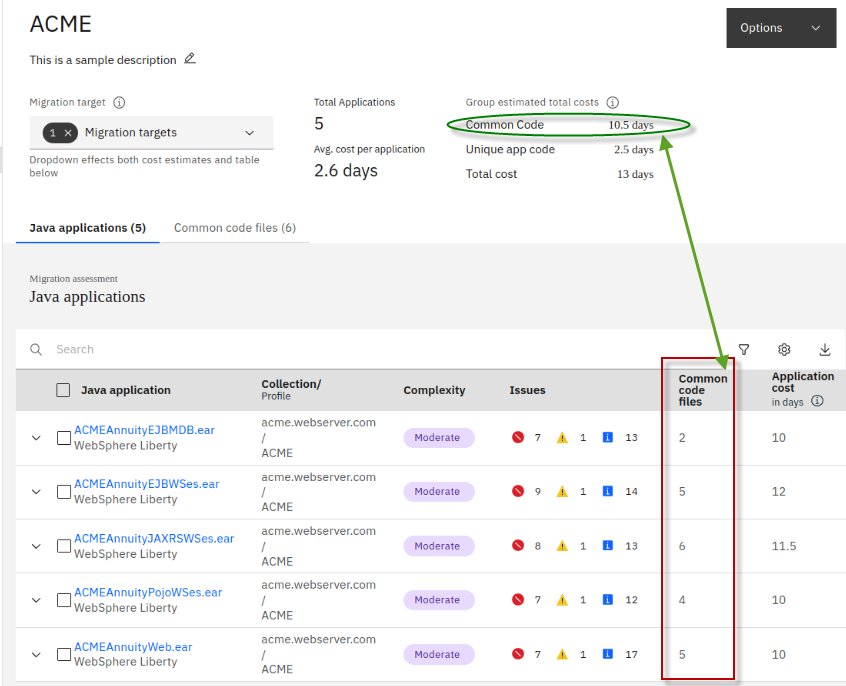 ACME
Options
This is a sample description
Migration target
Total Applications
Group estimated total costs
1 × Migration targets
5
Common Code 10.5 days
Dropdown effects both cost estimates and table
below
Avg. cost per application
2.6 days
Unique app code 2.5 days
Total cost 13 days
Java applications (5) Common code files (6)
Migration assessment
Java applications
Search
Java application
Collection/
Profile
Complexity
Issues
Common
code
files
Application
cost
in days
ACMEAnnuityEJBMDB.ear
WebSphere Liberty
acme.webserver.com
/
ACME
Moderate
7 1 13
2
10
ACMEAnnuityEJBWSes.ear
WebSphere Liberty
acme.webserver.com
/
ACME
Moderate
9 1 14
5
12
ACMEAnnuityJAXRSWSes.ear
WebSphere Liberty
acme.webserver.com
/
ACME
Moderate
8 1 13
6
11.5
ACMEAnnuityPojoWSes.ear
WebSphere Liberty
acme.webserver.com
/
ACME
Moderate
7 1 12
4
10
ACMEAnnuityWeb.ear
WebSphere Liberty
acme.webserver.com
/
ACME
Moderate
7 1 17
5
10